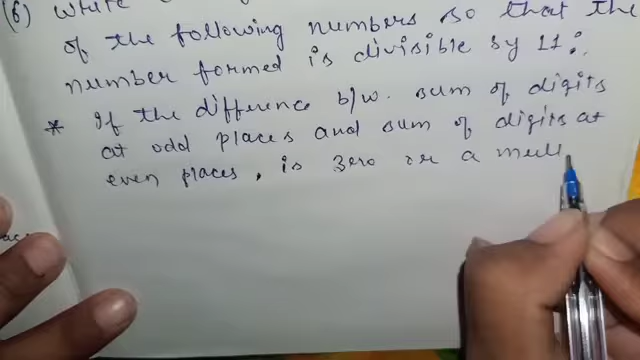 (6) Write
of the following numbers so that the
number formed is divisible by 11:
* If the difference b/w. sum of digits
at odd places and sum of digits at
even places, is zero or a mul